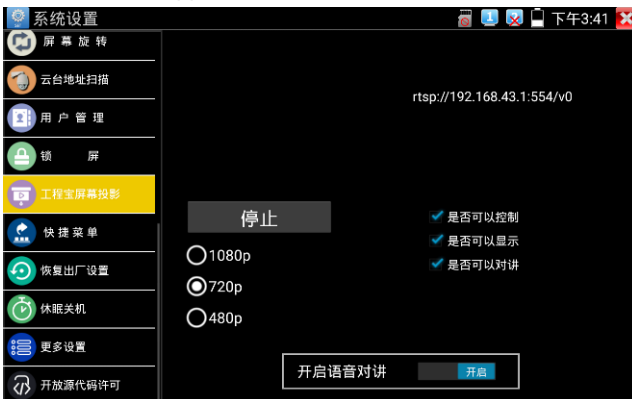 系统设置
下午3:41
屏幕旋转
云台地址扫描
用户管理
锁 屏
工程宝屏幕投影
快捷菜单
恢复出厂设置
休眠关机
更多设置
开放源代码许可
rtsp://192.168.43.1:554/v0
停止
1080p
720p
480p
是否可以控制
是否可以显示
是否可以对讲
开启语音对讲
开启